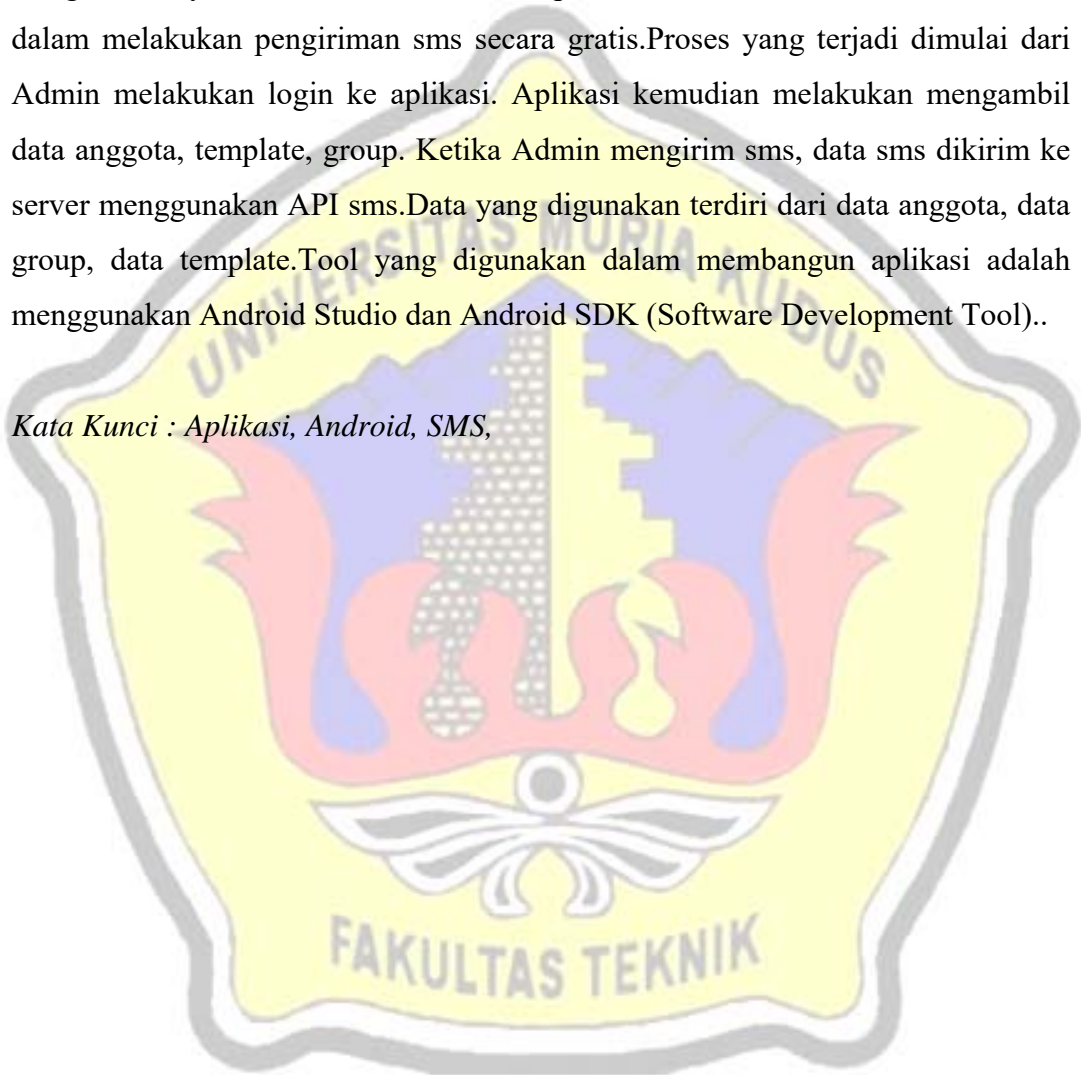 dalam melakukan pengiriman sms secara gratis.Proses yang terjadi dimulai dari
Admin melakukan login ke aplikasi. Aplikasi kemudian melakukan mengambil
data anggota, template, group. Ketika Admin mengirim sms, data sms dikirim ke
server menggunakan API sms.Data yang digunakan terdiri dari data anggota, data
group, data template.Tool yang digunakan dalam membangun aplikasi adalah
menggunakan Android Studio dan Android SDK (Software Development Tool)..
UNIVERSITAS MURIA KUDUS
Kata Kunci : Aplikasi, Android, SMS,
FAKULTAS TEKNIK